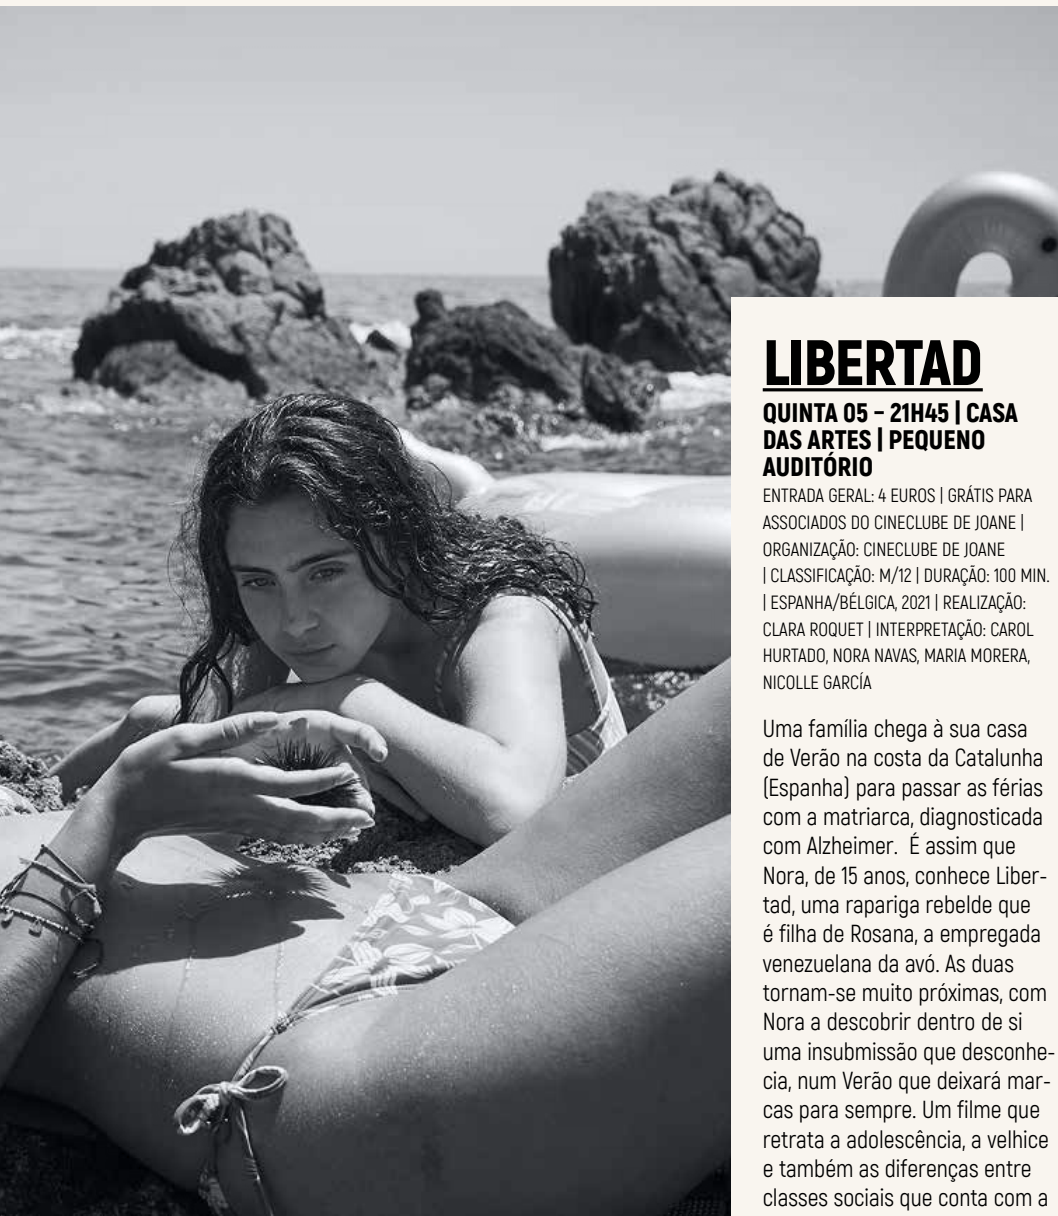 LIBERTAD
QUINTA 05 – 21H45 | CASA
DAS ARTES | PEQUENO
AUDITÓRIO
ENTRADA GERAL: 4 EUROS | GRÁTIS PARA
ASSOCIADOS DO CINECLUBE DE JOANE |
ORGANIZAÇÃO: CINECLUBE DE JOANE
| CLASSIFICAÇÃO: M/12 | DURAÇÃO: 100 MIN.
| ESPANHA/BÉLGICA, 2021 | REALIZAÇÃO:
CLARA ROQUET | INTERPRETAÇÃO: CAROL
HURTADO, NORA NAVAS, MARIA MORERA,
NICOLLE GARCÍA
Uma família chega à sua casa
de Verão na costa da Catalunha
(Espanha) para passar as férias
com a matriarca, diagnosticada
com Alzheimer.  É assim que
Nora, de 15 anos, conhece Liber-
tad, uma rapariga rebelde que
é filha de Rosana, a empregada
venezuelana da avó. As duas
tornam-se muito próximas, com
Nora a descobrir dentro de si
uma insubmissão que desconhe-
cia, num Verão que deixará mar-
cas para sempre. Um filme que
retrata a adolescência, a velhice
e também as diferenças entre
classes sociais que conta com a